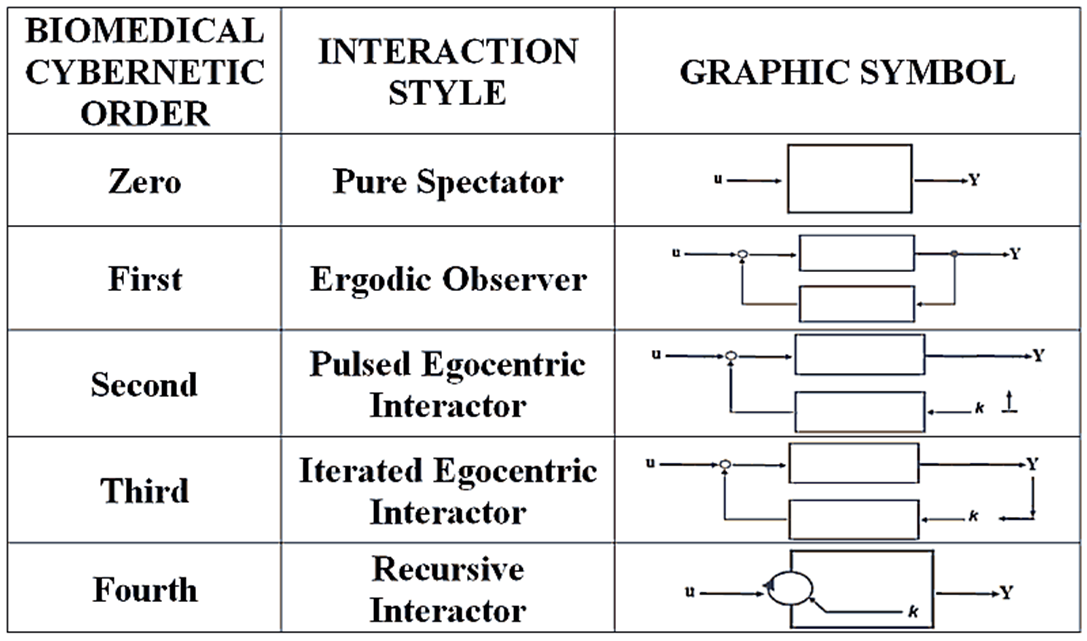 BIOMEDICAL
CYBERNETIC
ORDER
INTERACTION
STYLE
GRAPHIC SYMBOL
Zero
Pure Spectator
u
Y
First
Ergodic Observer
u
Y
Second
Pulsed Egocentric
Interactor
u
Y
k
Third
Iterated Egocentric
Interactor
u
Y
k
Fourth
Recursive
Interactor
u
Y
k